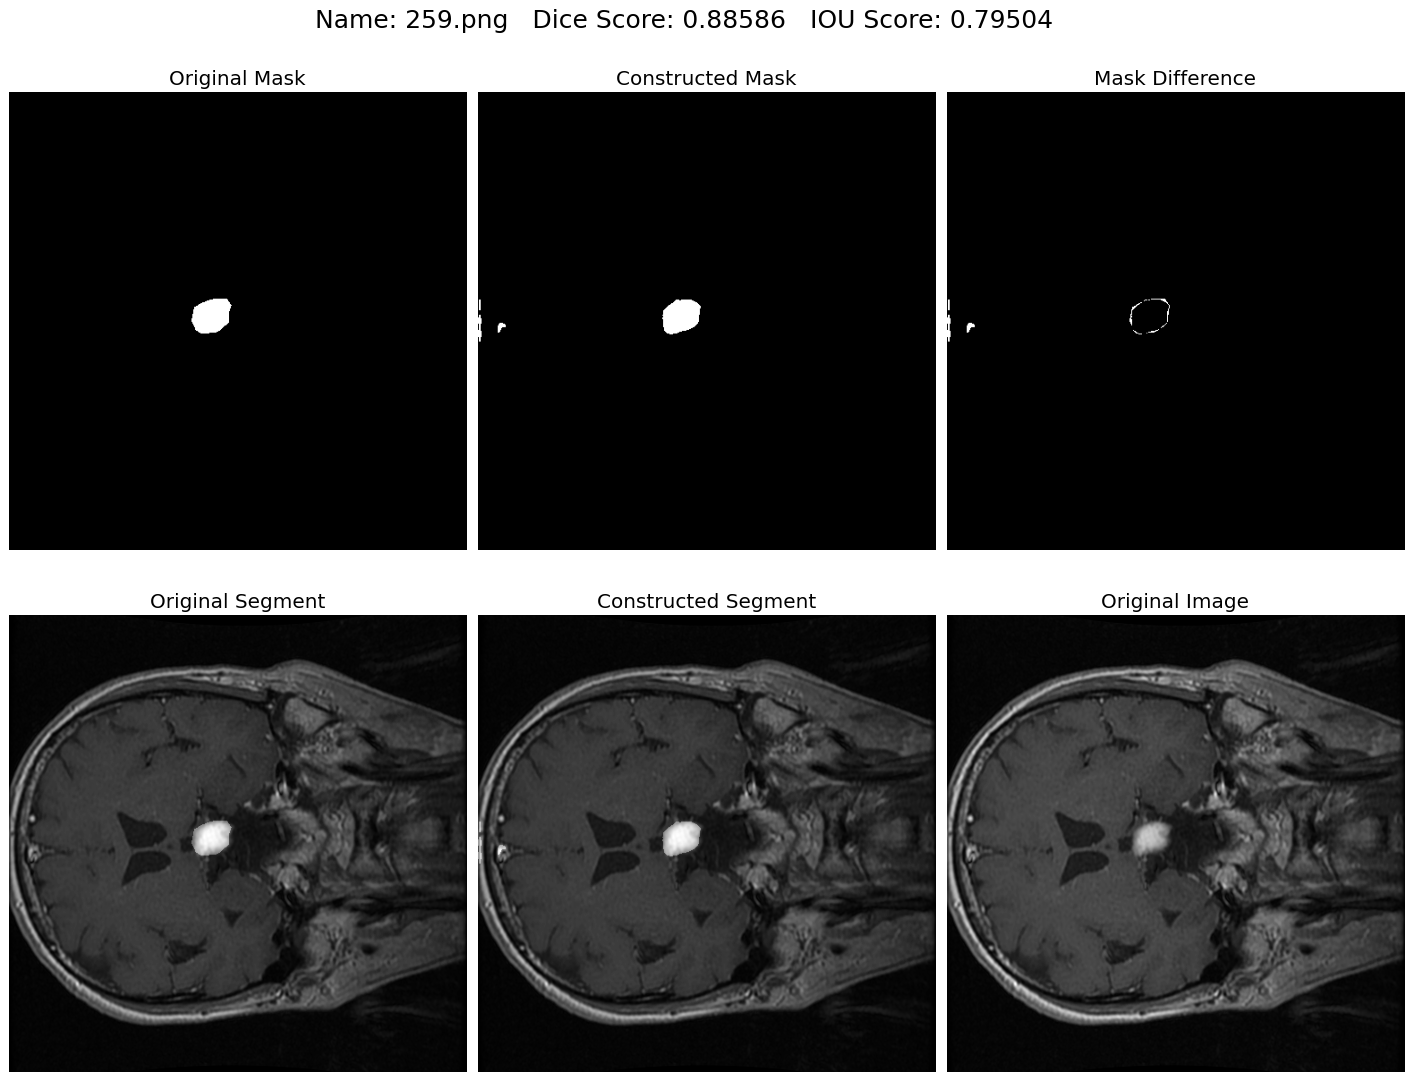 Name: 259.png   Dice Score: 0.88586   IOU Score: 0.79504
Original Mask
Constructed Mask
Mask Difference
Original Segment
Constructed Segment
Original Image